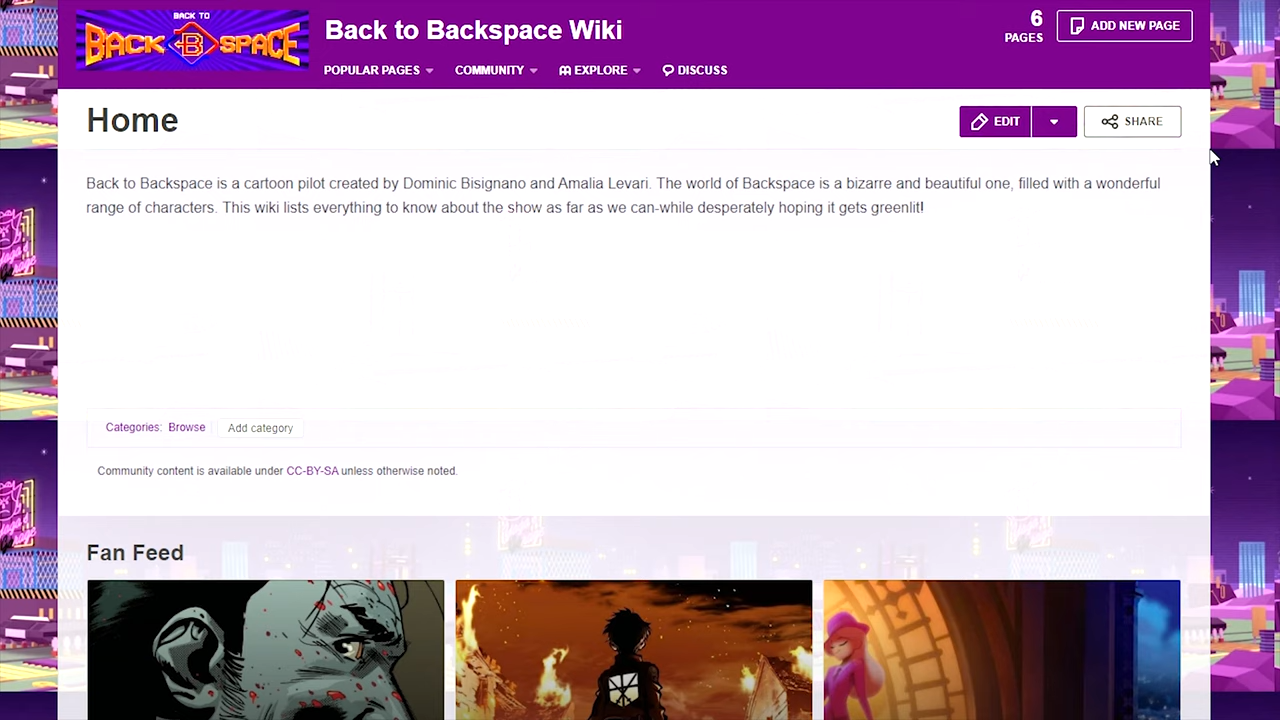 BACK TO
BACK B SPACE
Back to Backspace Wiki
6
PAGES
ADD NEW PAGE
POPULAR PAGES
COMMUNITY
EXPLORE
DISCUSS
Home
EDIT
SHARE
Back to Backspace is a cartoon pilot created by Dominic Bisignano and Amalia Levari. The world of Backspace is a bizarre and beautiful one, filled with a wonderful
range of characters. This wiki lists everything to know about the show as far as we can-while desperately hoping it gets greenlit!
Categories: Browse
Add category
Community content is available under CC-BY-SA unless otherwise noted.
Fan Feed